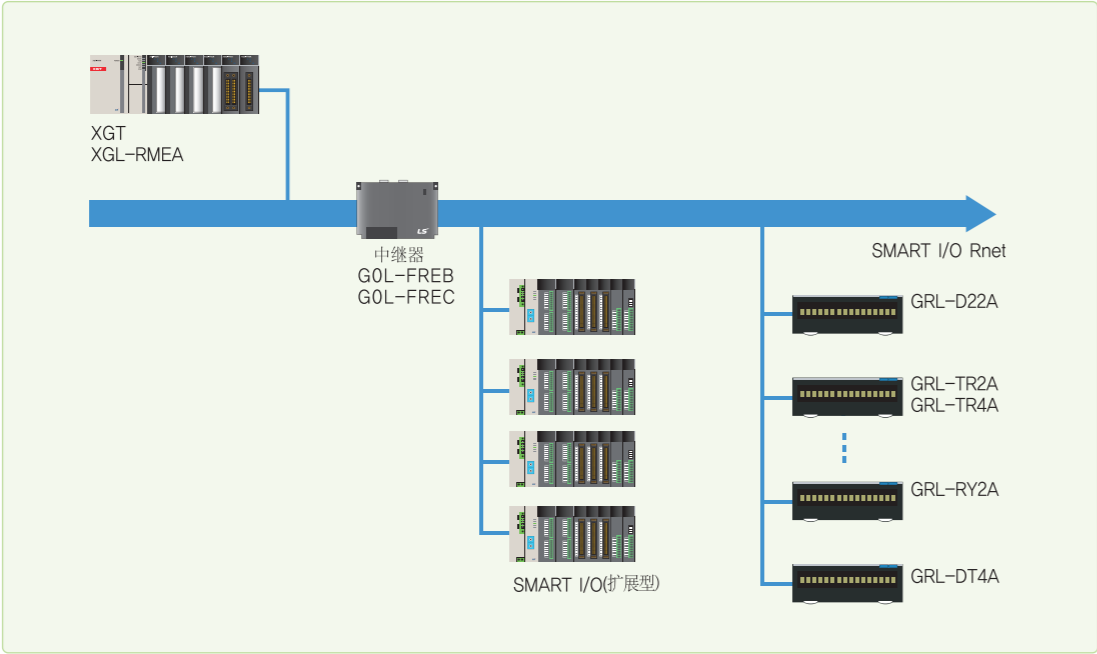 XGT
XGL-RMEA
LS
中继器
G0L-FREB
G0L-FREC
SMART I/O Rnet
GRL-D22A
GRL-TR2A
GRL-TR4A
GRL-RY2A
GRL-DT4A
SMART I/O(扩展型)